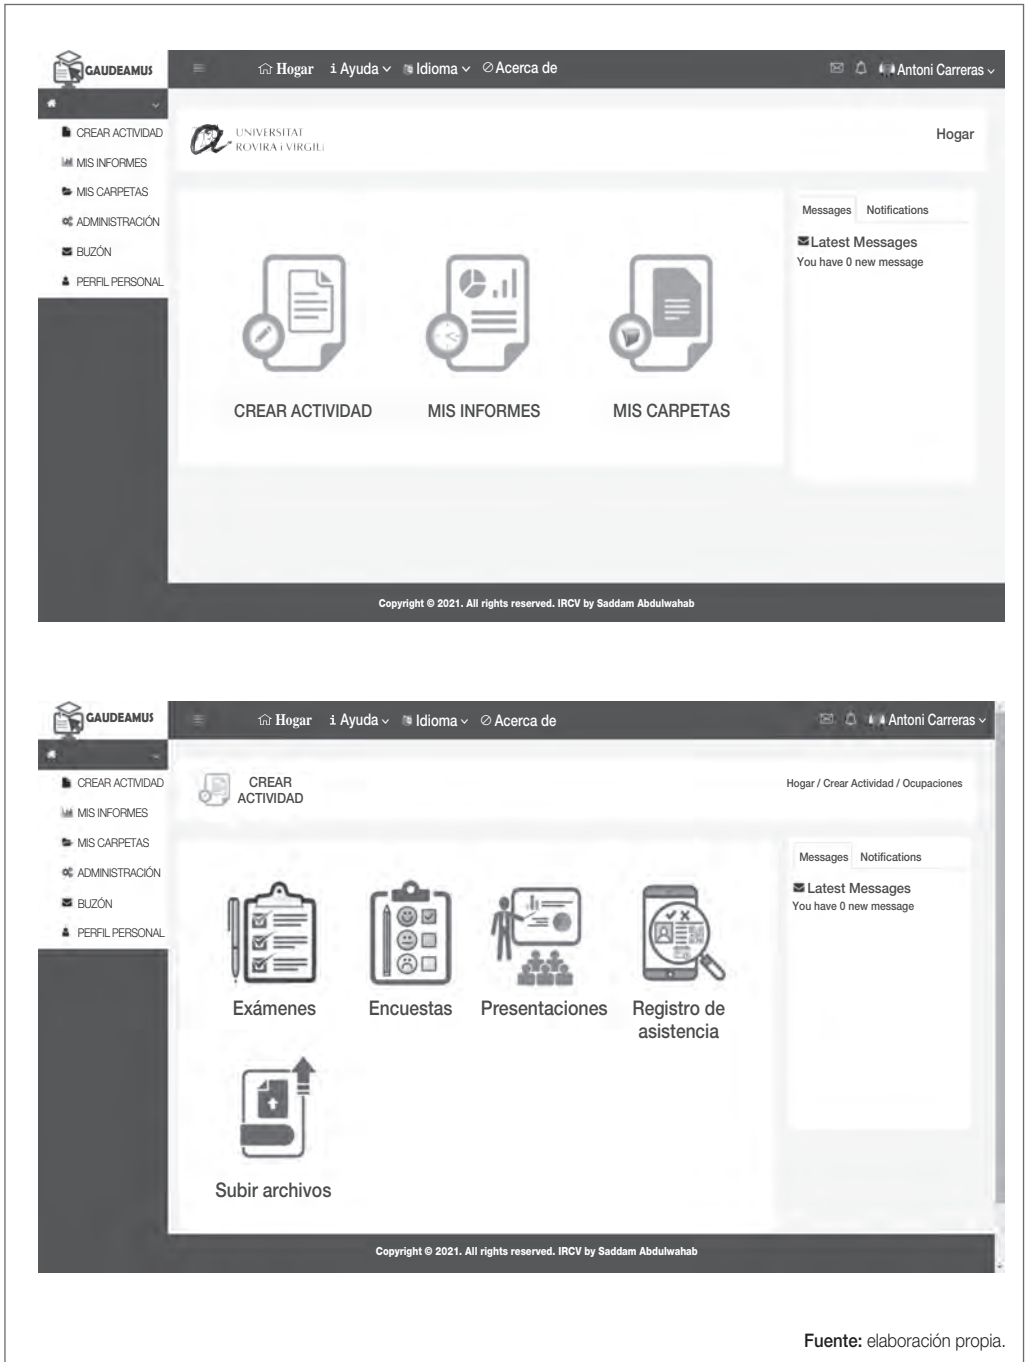 GAUDEAMUS
Hogar i Ayuda Idioma Acerca de Antoni Carreras
CREAR ACTIVIDAD
MIS INFORMES
MIS CARPETAS
ADMINISTRACIÓN
BUZÓN
PERFIL PERSONAL
UNIVERSITAT
ROVIRA i VIRGILI
Hogar
CREAR ACTIVIDAD
MIS INFORMES
MIS CARPETAS
Messages Notifications
Latest Messages
You have 0 new message
Copyright © 2021. All rights reserved. IRCV by Saddam Abdulwahab
GAUDEAMUS
Hogar i Ayuda Idioma Acerca de Antoni Carreras
CREAR ACTIVIDAD
MIS INFORMES
MIS CARPETAS
ADMINISTRACIÓN
BUZÓN
PERFIL PERSONAL
CREAR
ACTIVIDAD
Hogar / Crear Actividad / Ocupaciones
Exámenes
Encuestas
Presentaciones
Registro de
asistencia
Subir archivos
Messages Notifications
Latest Messages
You have 0 new message
Copyright © 2021. All rights reserved. IRCV by Saddam Abdulwahab
Fuente: elaboración propia.